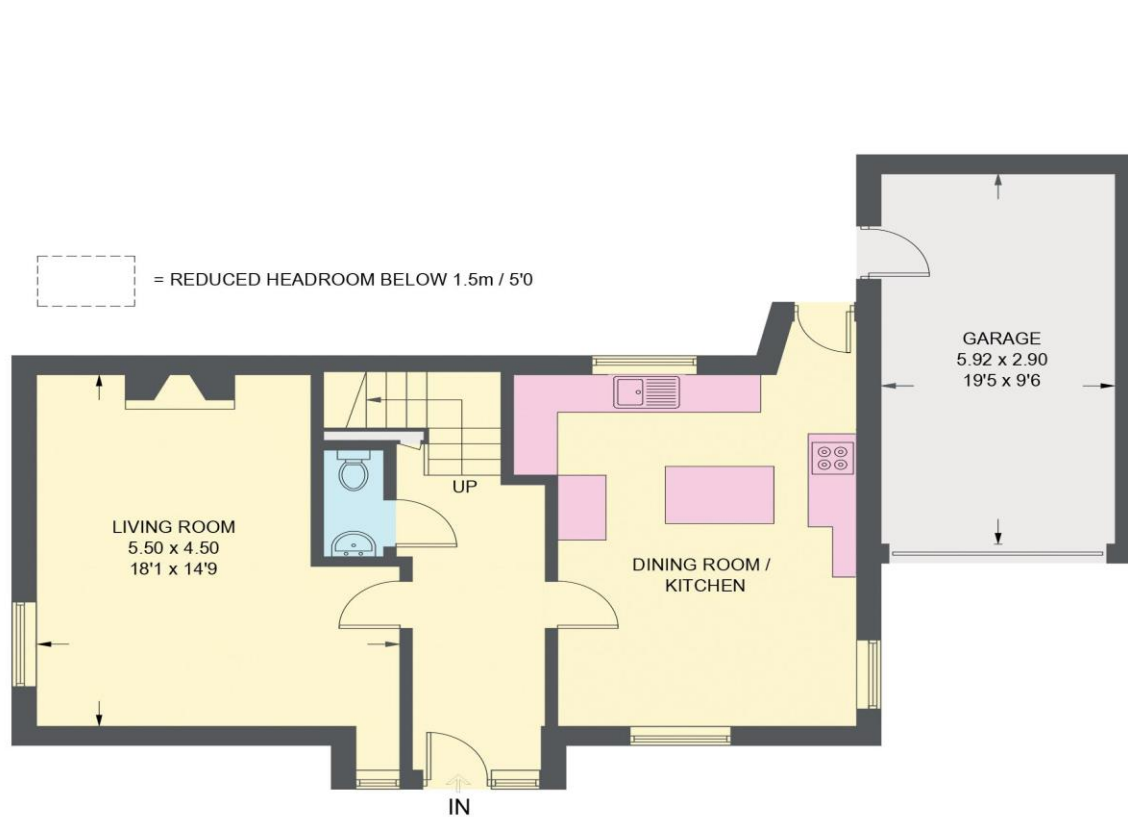 = REDUCED HEADROOM BELOW 1.5m / 5'0
GARAGE
5.92 x 2.90
19'5 x 9'6
UP
LIVING ROOM
5.50 x 4.50
18'1 x 14'9
DINING ROOM /
KITCHEN
IN